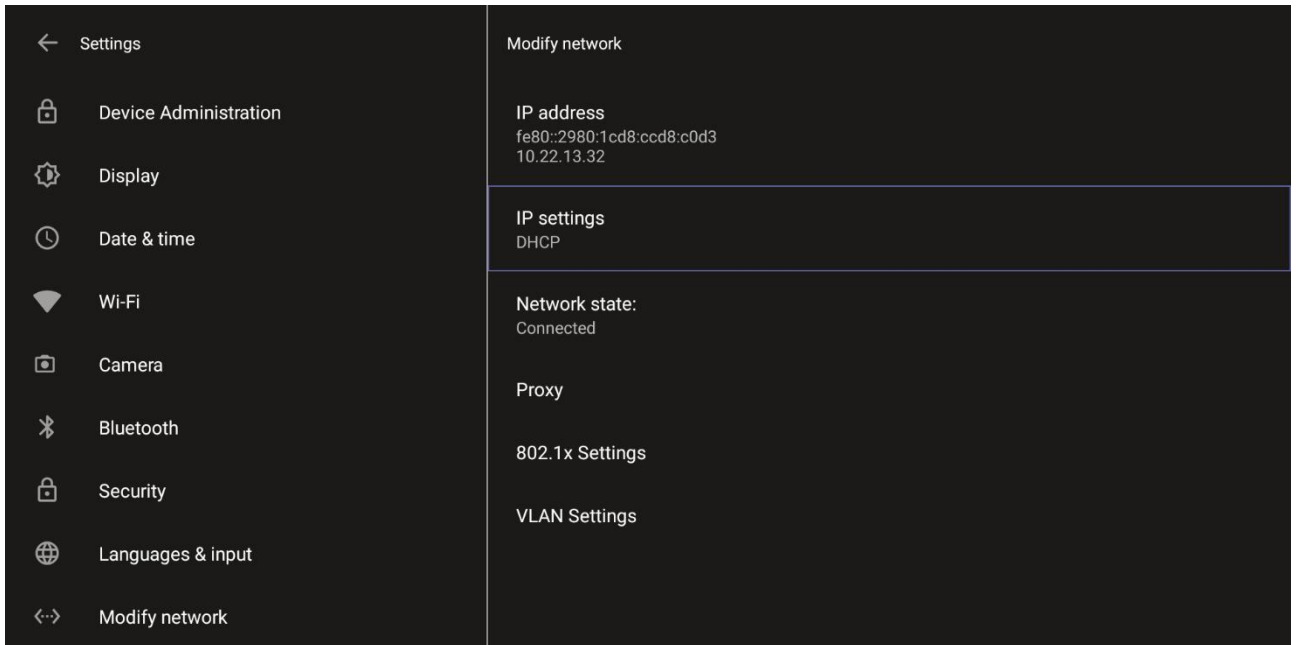 Settings
Device Administration
Display
Date & time
Wi-Fi
Camera
Bluetooth
Security
Languages & input
Modify network
Modify network
IP address
fe80::2980:1cd8:ccd8:c0d3
10.22.13.32
IP settings
DHCP
Network state:
Connected
Proxy
802.1x Settings
VLAN Settings